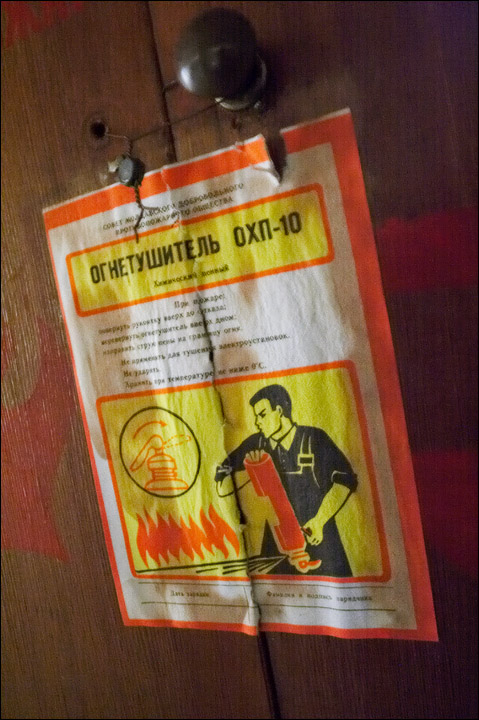 СОВЕТ МОЛДАВСКОГО ДОБРОВОЛЬНОГО
ПРОТИВОПОЖАРНОГО ОБЩЕСТВА
ОГНЕТУШИТЕЛЬ ОХП-10
Химический пенный
При пожаре:
повернуть рукоятку вверх до отказа;
перевернуть огнетушитель вверх дном;
направить струю пены на границу огня.
Не применять для тушения электроустановок.
Не ударять.
Хранить при температуре не ниже 0°С.
Дата зарядки
Фамилия и подпись зарядчика